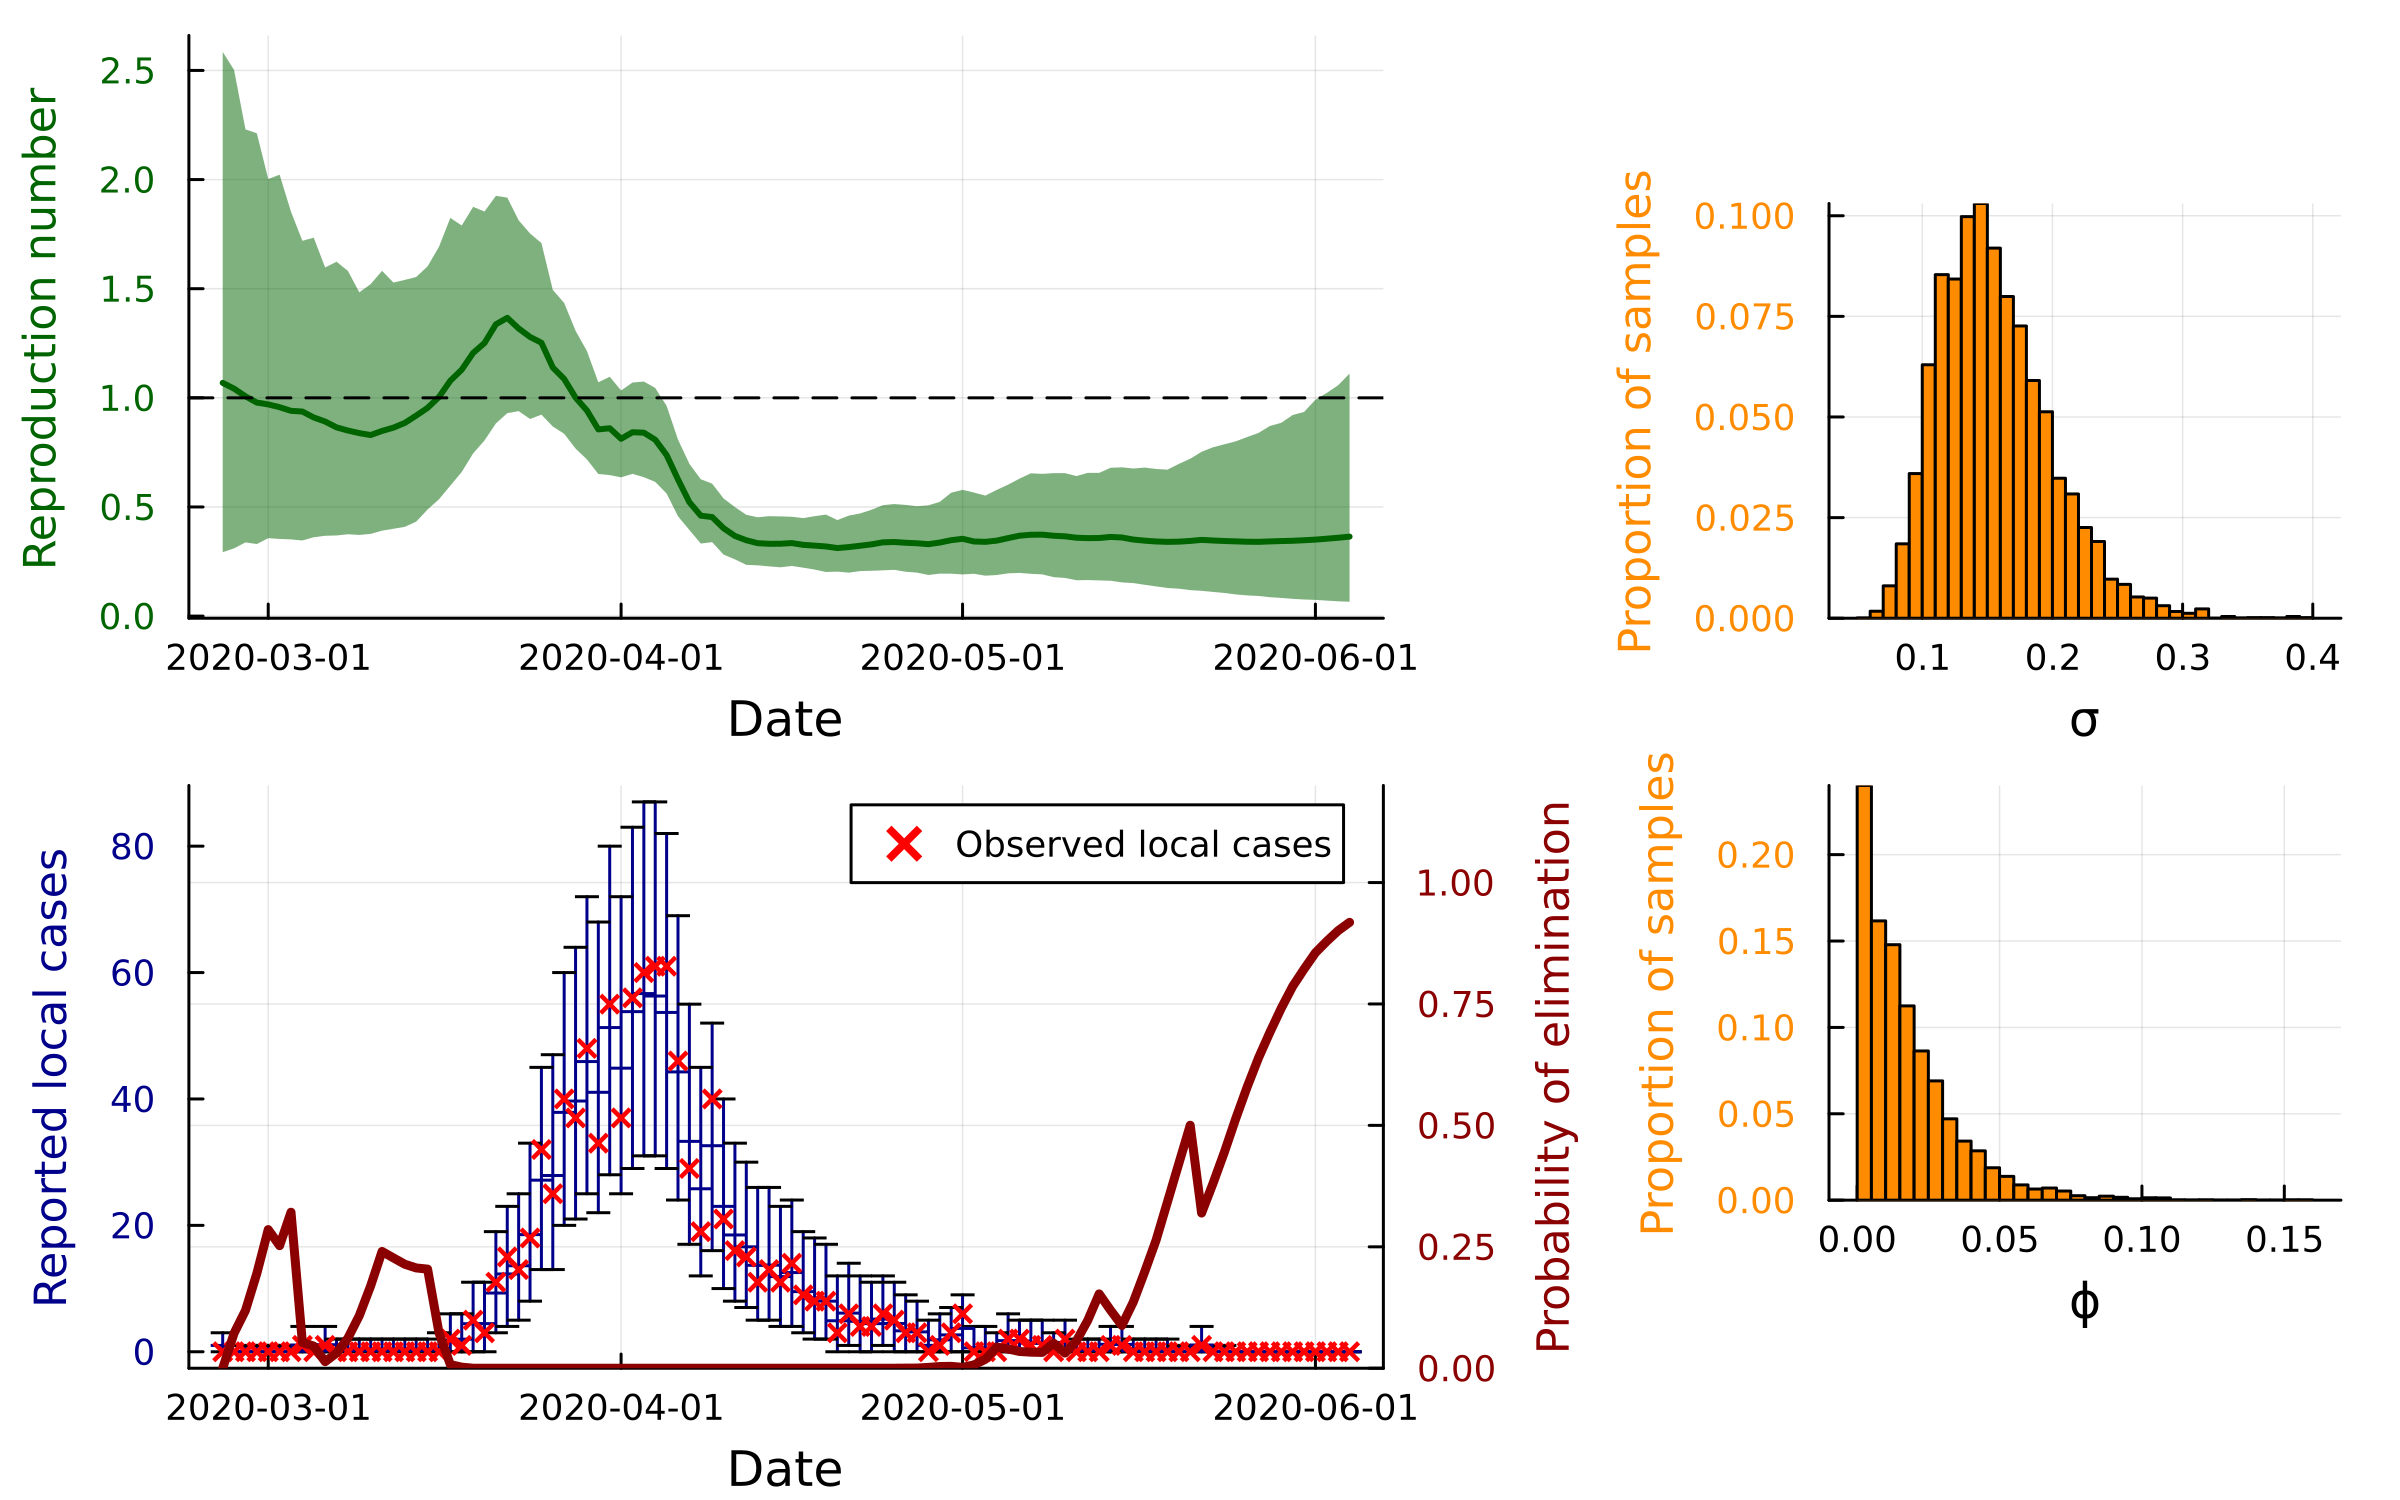 Reproduction number
2.5
2.0
1.5
1.0
0.5
0.0
2020-03-01 2020-04-01 2020-05-01 2020-06-01
Date
Proportion of samples
0.100
0.075
0.050
0.025
0.000
0.1 0.2 0.3 0.4
σ
Reported local cases
80
60
40
20
0
Observed local cases
1.00
0.75
0.50
0.25
0.00
Probability of elimination
2020-03-01 2020-04-01 2020-05-01 2020-06-01
Date
Proportion of samples
0.20
0.15
0.10
0.05
0.00
0.00 0.05 0.10 0.15
ϕ